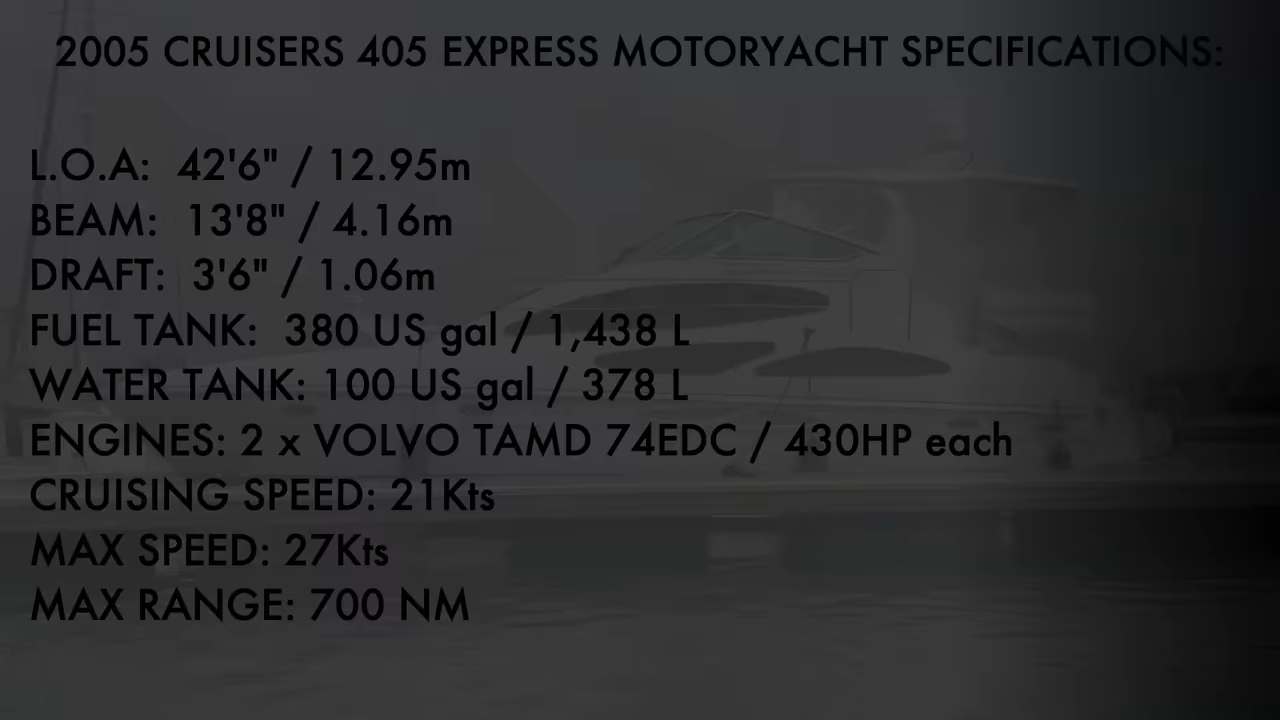 2005 CRUISERS 405 EXPRESS MOTORYACHT SPECIFICATIONS:
L.O.A:  42'6" / 12.95m
BEAM:  13'8" / 4.16m
DRAFT:  3'6" / 1.06m
FUEL TANK:  380 US gal / 1,438 L
WATER TANK: 100 US gal / 378 L
ENGINES: 2 x VOLVO TAMD 74EDC / 430HP each
CRUISING SPEED: 21Kts
MAX SPEED: 27Kts
MAX RANGE: 700 NM